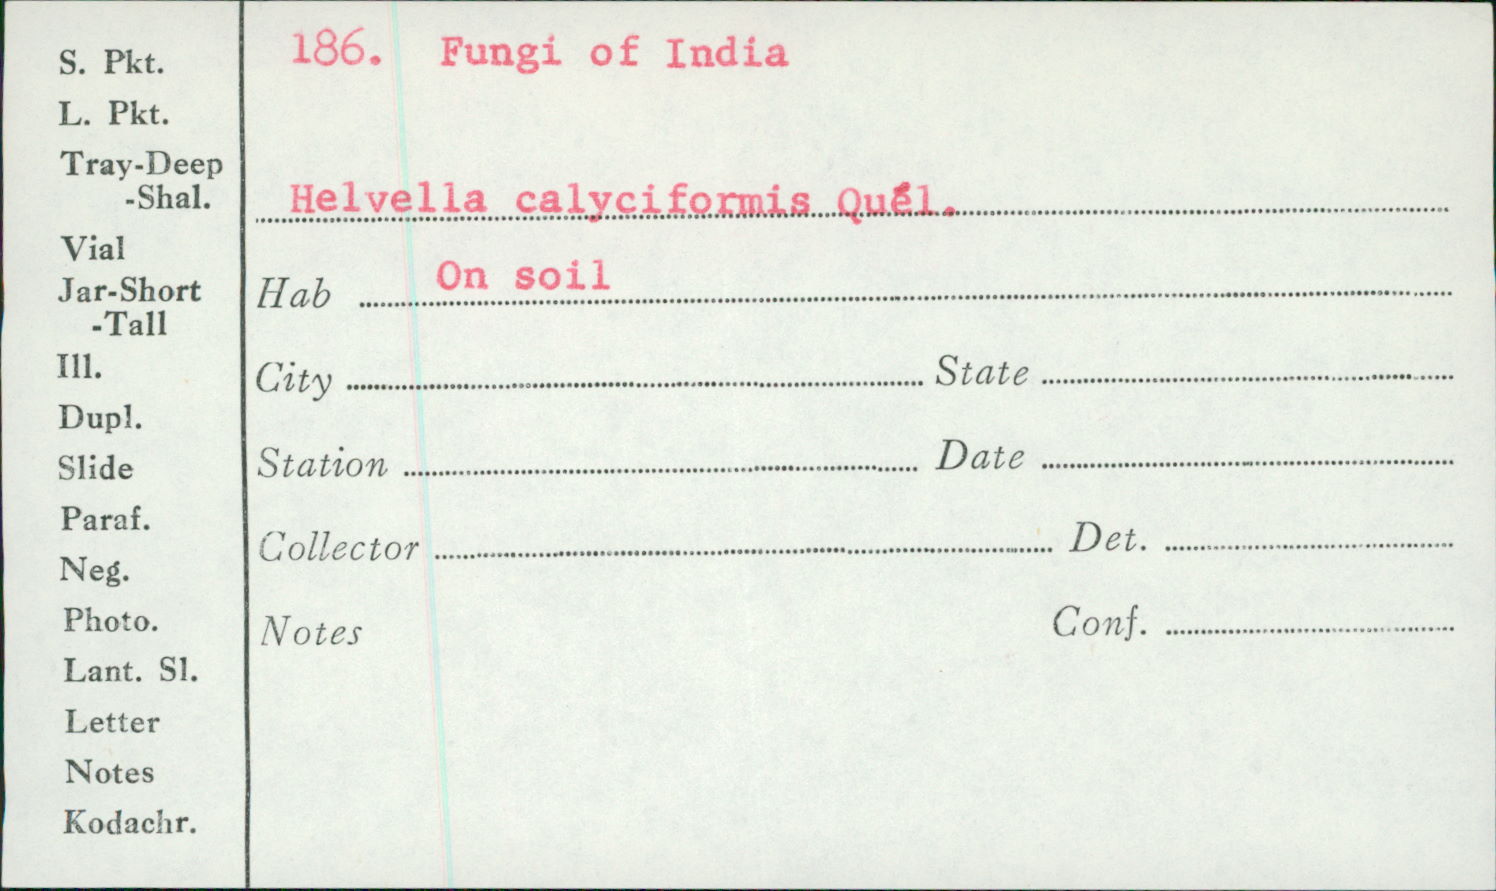 S. Pkt.
L. Pkt.
Tray-Deep
-Shal.
Vial
Jar-Short
-Tall
Ill.
Dupl.
Slide
Paraf.
Neg.
Photo.
Lant. Sl.
Letter
Notes
Kodachr.
186. Fungi of India
Helvella calyciformis Quél.
Hab On soil
City State
Station Date
Collector Det.
Notes Conf.